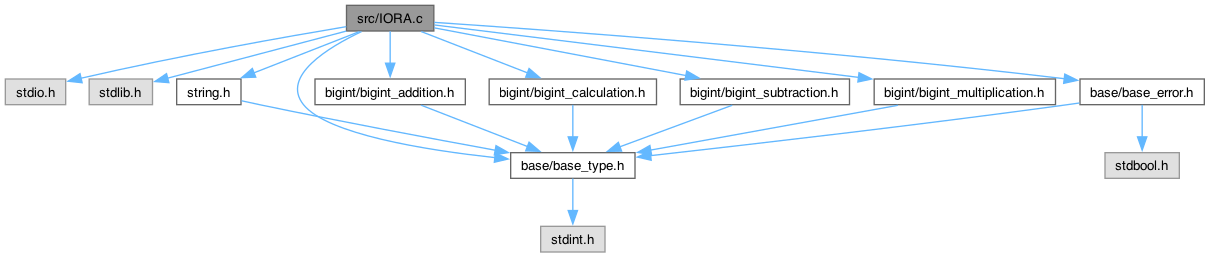 src/IORA.c
stdio.h
stdlib.h
string.h
bigint/bigint_addition.h
bigint/bigint_calculation.h
bigint/bigint_subtraction.h
bigint/bigint_multiplication.h
base/base_error.h
base/base_type.h
stdbool.h
stdint.h